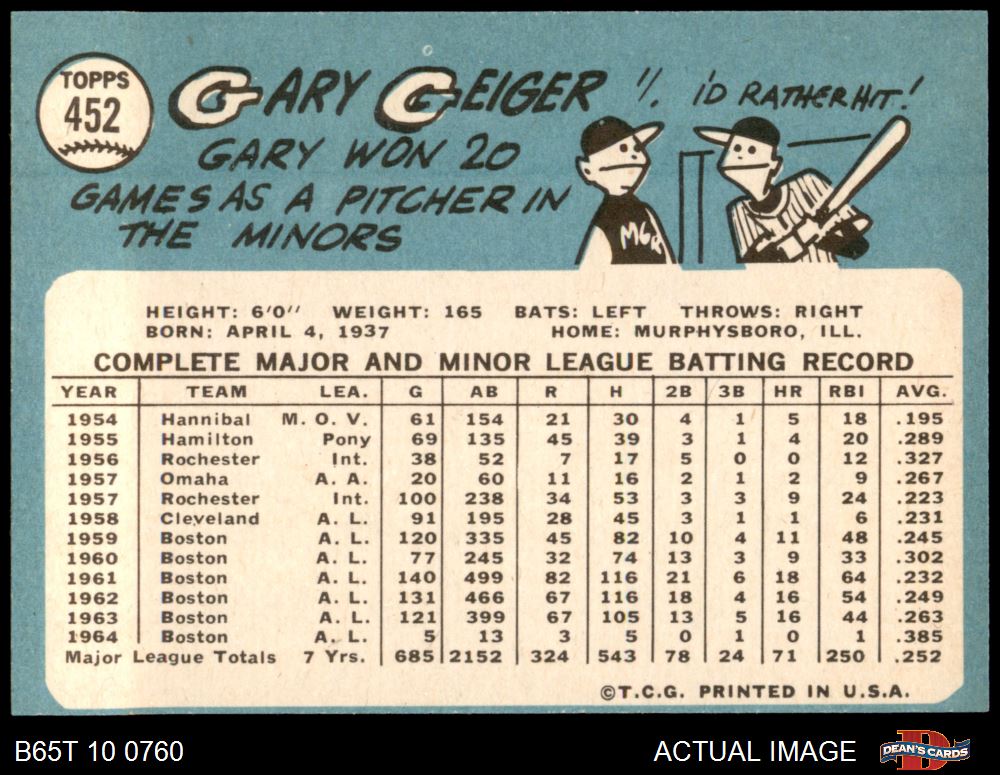 TOPPS
452
GARY GEIGER
I'D RATHER HIT!
GARY WON 20
GAMES AS A PITCHER IN
THE MINORS
MGR
HEIGHT: 6'0" WEIGHT: 165 BATS: LEFT THROWS: RIGHT
BORN: APRIL 4, 1937 HOME: MURPHYSBORO, ILL.
COMPLETE MAJOR AND MINOR LEAGUE BATTING RECORD
YEAR TEAM LEA. G AB R H 2B 3B HR RBI AVG.
1954 Hannibal M. O. V. 61 154 21 30 4 1 5 18 .195
1955 Hamilton Pony 69 135 45 39 3 1 4 20 .289
1956 Rochester Int. 38 52 7 17 5 0 0 12 .327
1957 Omaha A. A. 20 60 11 16 2 1 2 9 .267
1957 Rochester Int. 100 238 34 53 3 3 9 24 .223
1958 Cleveland A. L. 91 195 28 45 3 1 1 6 .231
1959 Boston A. L. 120 335 45 82 10 4 11 48 .245
1960 Boston A. L. 77 245 32 74 13 3 9 33 .302
1961 Boston A. L. 140 499 82 116 21 6 18 64 .232
1962 Boston A. L. 131 466 67 116 18 4 16 54 .249
1963 Boston A. L. 121 399 67 105 13 5 16 44 .263
1964 Boston A. L. 5 13 3 5 0 1 0 1 .385
Major League Totals 7 Yrs. 685 2152 324 543 78 24 71 250 .252
©T.C.G. PRINTED IN U.S.A.
B65T 10 0760 ACTUAL IMAGE DEAN'S CARDS